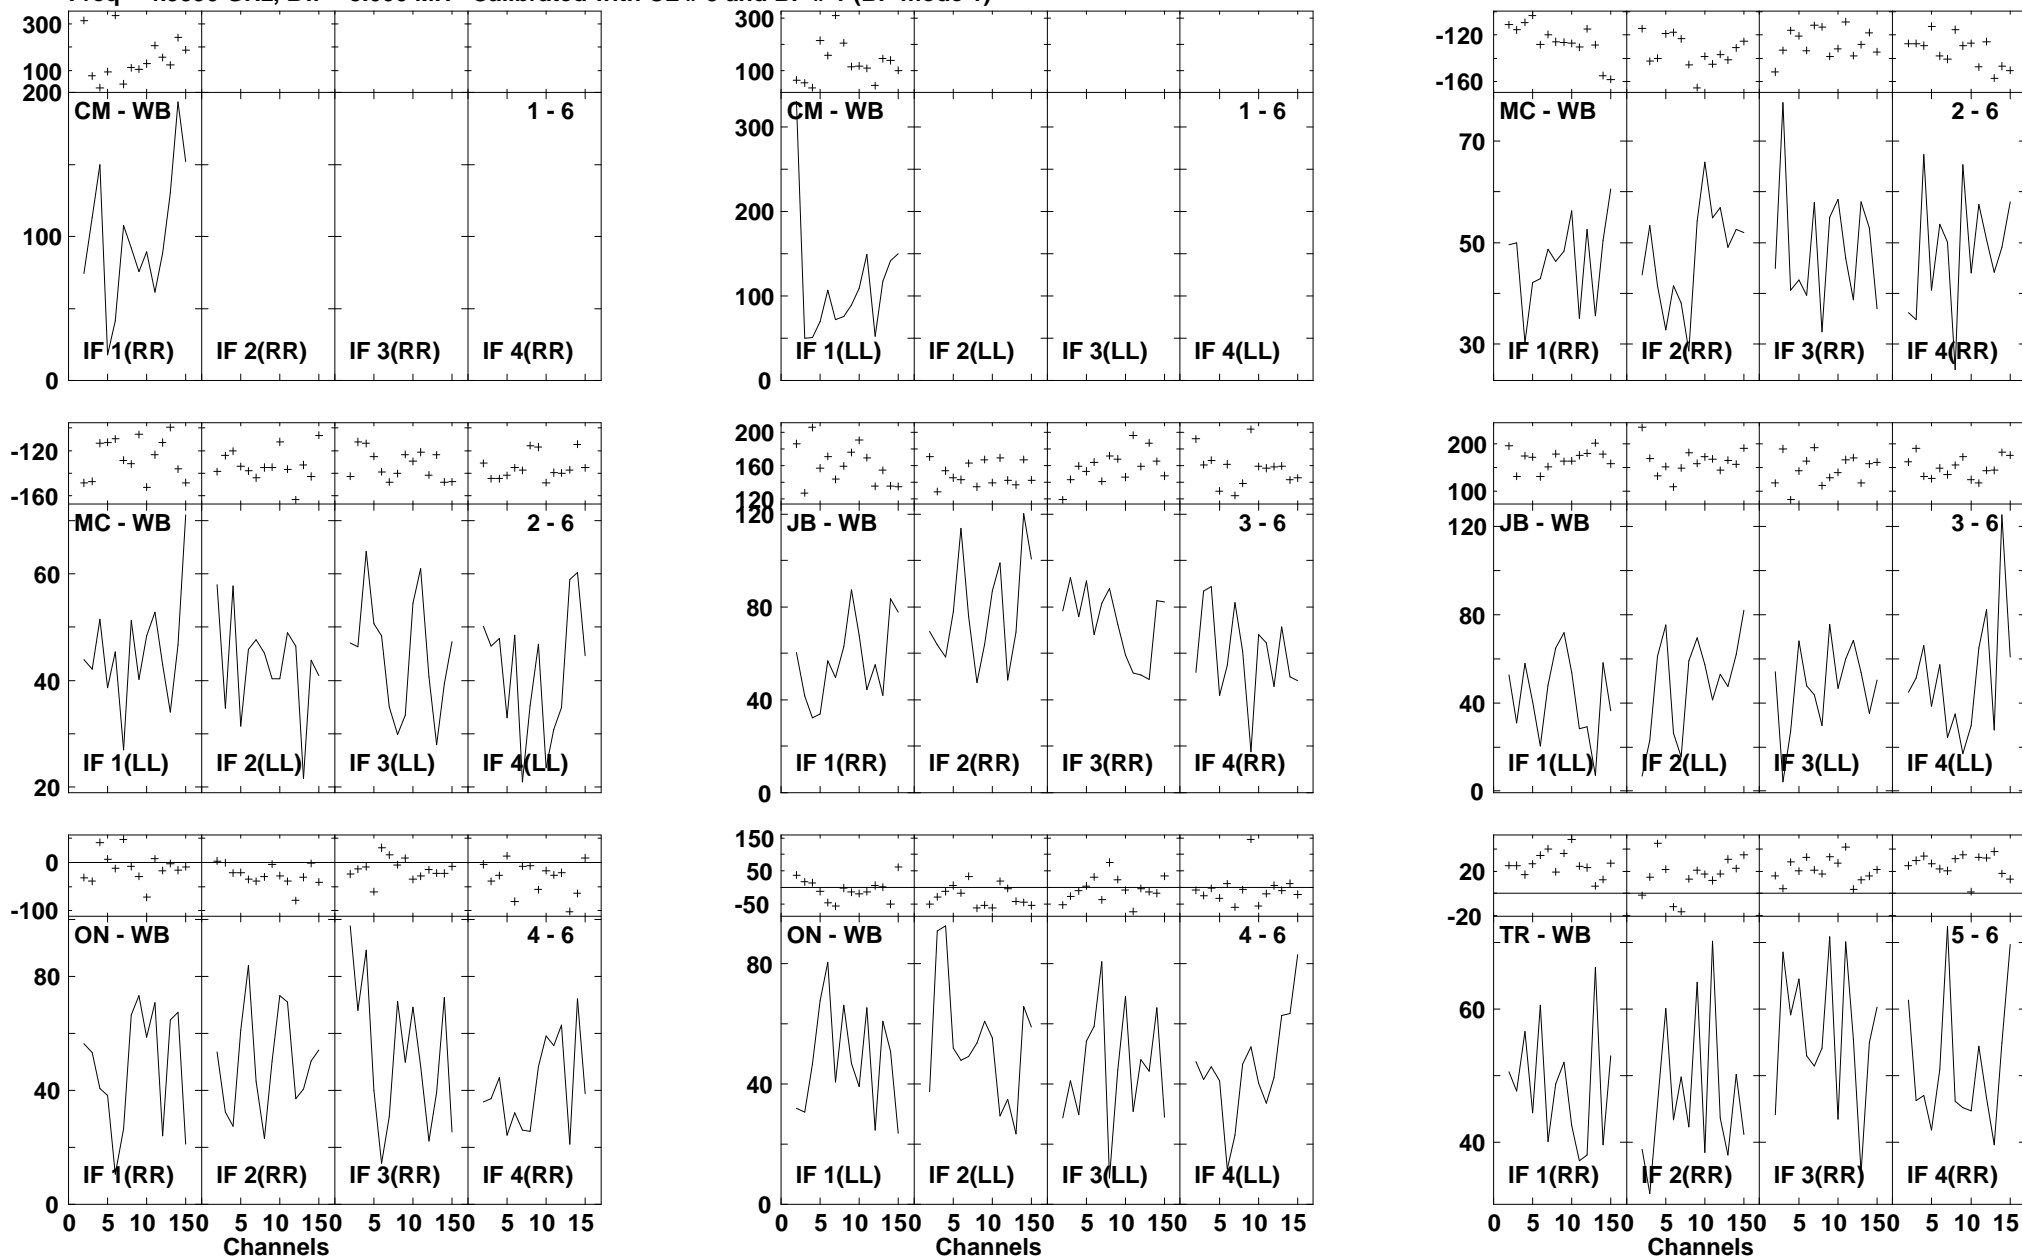 300 300 -120
100 100 -160
200
CM - WB 1 - 6 CM - WB 1 - 6 MC - WB 2 - 6
300 70
200
100 50
100
IF 1(RR) IF 2(RR) IF 3(RR) IF 4(RR) IF 1(LL) IF 2(LL) IF 3(LL) IF 4(LL) IF 1(RR) IF 2(RR) IF 3(RR) IF 4(RR)
30
0 0
-120 200 200
160
-160 120 100
MC - WB 2 - 6 120 JB - WB 3 - 6 120 JB - WB 3 - 6
60 80 80
40 40 40
IF 1(LL) IF 2(LL) IF 3(LL) IF 4(LL) IF 1(RR) IF 2(RR) IF 3(RR) IF 4(RR) IF 1(LL) IF 2(LL) IF 3(LL) IF 4(LL)
20 0 0
0 150 20
50
-100 -50 -20
ON - WB 4 - 6 ON - WB 4 - 6 TR - WB 5 - 6
80 80 60
40 40 40
IF 1(RR) IF 2(RR) IF 3(RR) IF 4(RR) IF 1(LL) IF 2(LL) IF 3(LL) IF 4(LL) IF 1(RR) IF 2(RR) IF 3(RR) IF 4(RR)
0 0
0 5 10 15 0 5 10 15 0 5 10 15 0 5 10 15 0 5 10 15 0 5 10 15 0 5 10 15 0 5 10 15 0 5 10 15 0 5 10 15 0 5 10 15 0 5 10 15
Channels Channels Channels